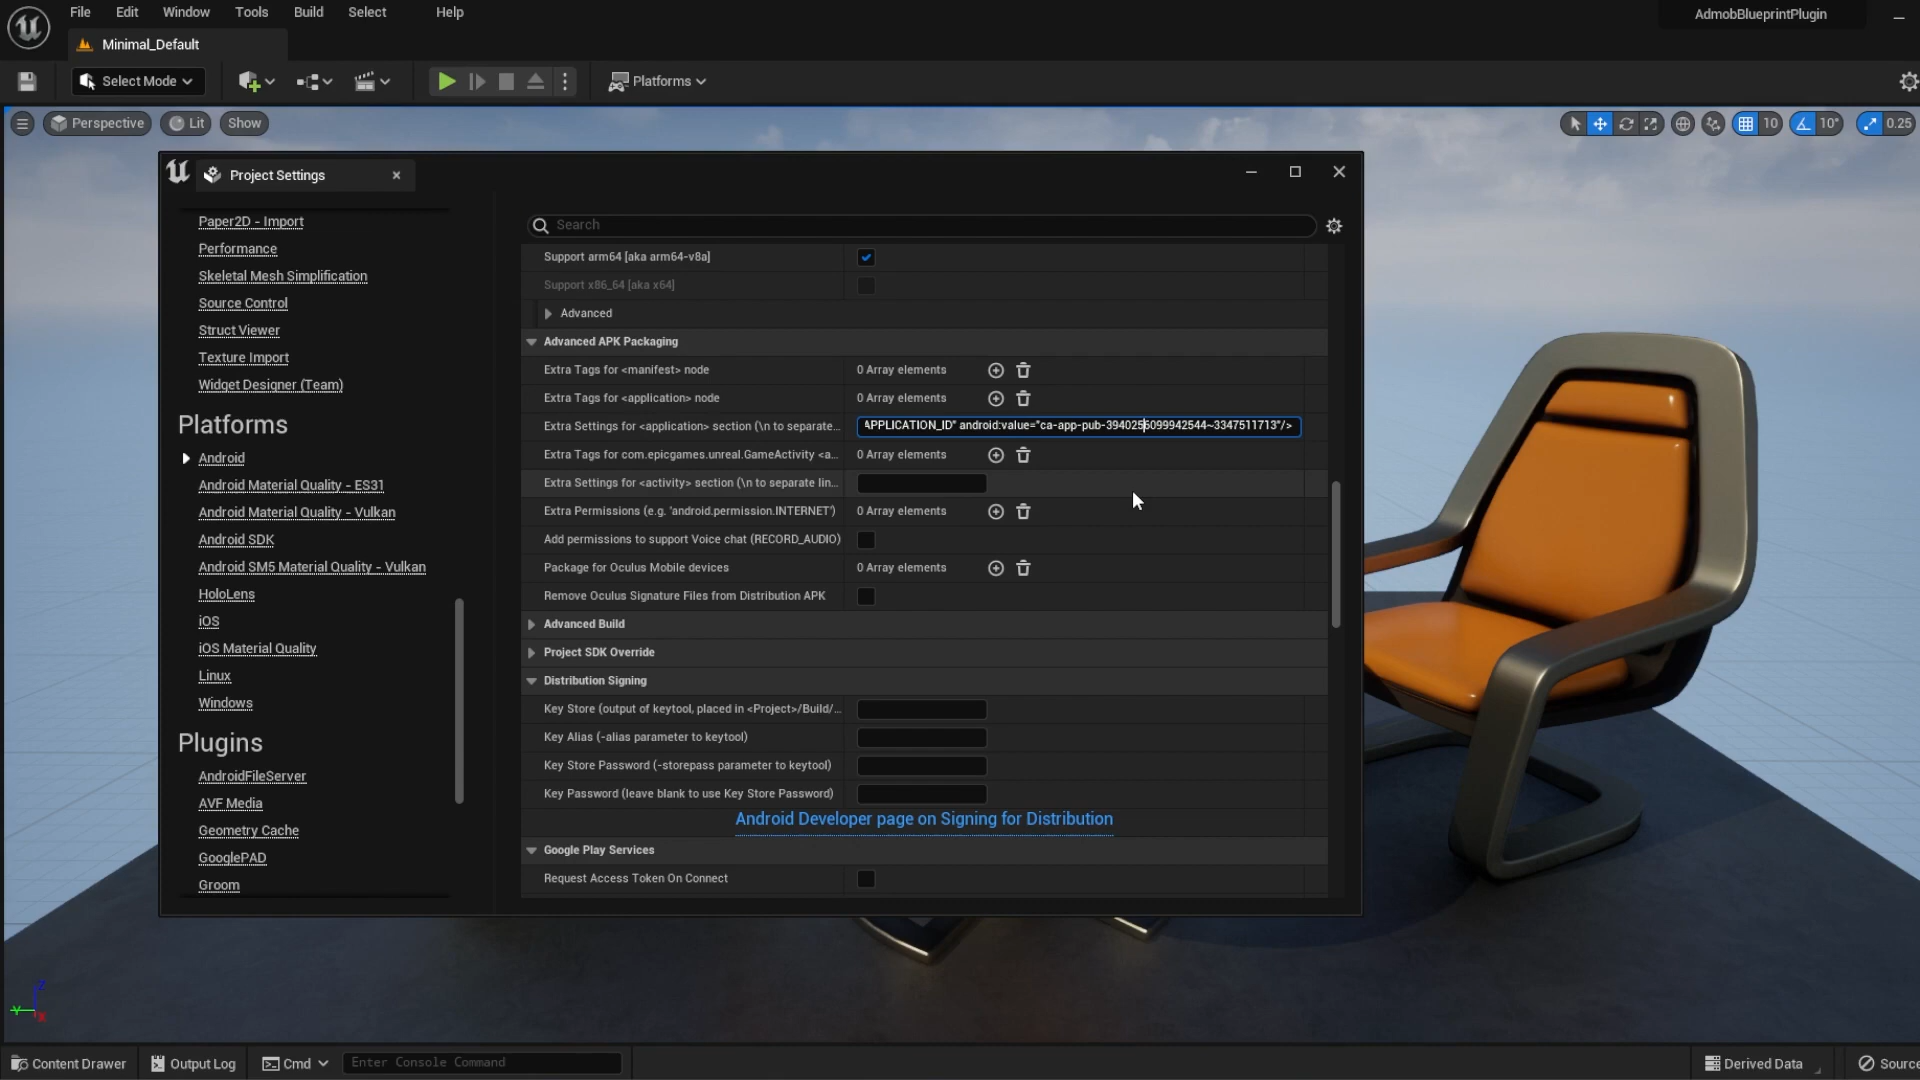 File Edit Window Tools Build Select Help
AdmobBlueprintPlugin
Minimal_Default
Select Mode
Platforms
Perspective Lit Show
10 10° 0.25
Project Settings
Search
Paper2D - Import
Performance
Skeletal Mesh Simplification
Source Control
Struct Viewer
Texture Import
Widget Designer (Team)
Platforms
Android
Android Material Quality - ES31
Android Material Quality - Vulkan
Android SDK
Android SM5 Material Quality - Vulkan
HoloLens
iOS
iOS Material Quality
Linux
Windows
Plugins
AndroidFileServer
AVF Media
Geometry Cache
GooglePAD
Groom
Support arm64 [aka arm64-v8a]
Support x86_64 [aka x64]
Advanced
Advanced APK Packaging
Extra Tags for <manifest> node 0 Array elements
Extra Tags for <application> node 0 Array elements
Extra Settings for <application> section (\n to separate... APPLICATION_ID" android:value="ca-app-pub-3940256099942544~3347511713"/>
Extra Tags for com.epicgames.unreal.GameActivity <a... 0 Array elements
Extra Settings for <activity> section (\n to separate lin...
Extra Permissions (e.g. 'android.permission.INTERNET') 0 Array elements
Add permissions to support Voice chat (RECORD_AUDIO)
Package for Oculus Mobile devices 0 Array elements
Remove Oculus Signature Files from Distribution APK
Advanced Build
Project SDK Override
Distribution Signing
Key Store (output of keytool, placed in <Project>/Build/...
Key Alias (-alias parameter to keytool)
Key Store Password (-storepass parameter to keytool)
Key Password (leave blank to use Key Store Password)
Android Developer page on Signing for Distribution
Google Play Services
Request Access Token On Connect
Z
Y
X
Content Drawer Output Log Cmd Enter Console Command Derived Data Source